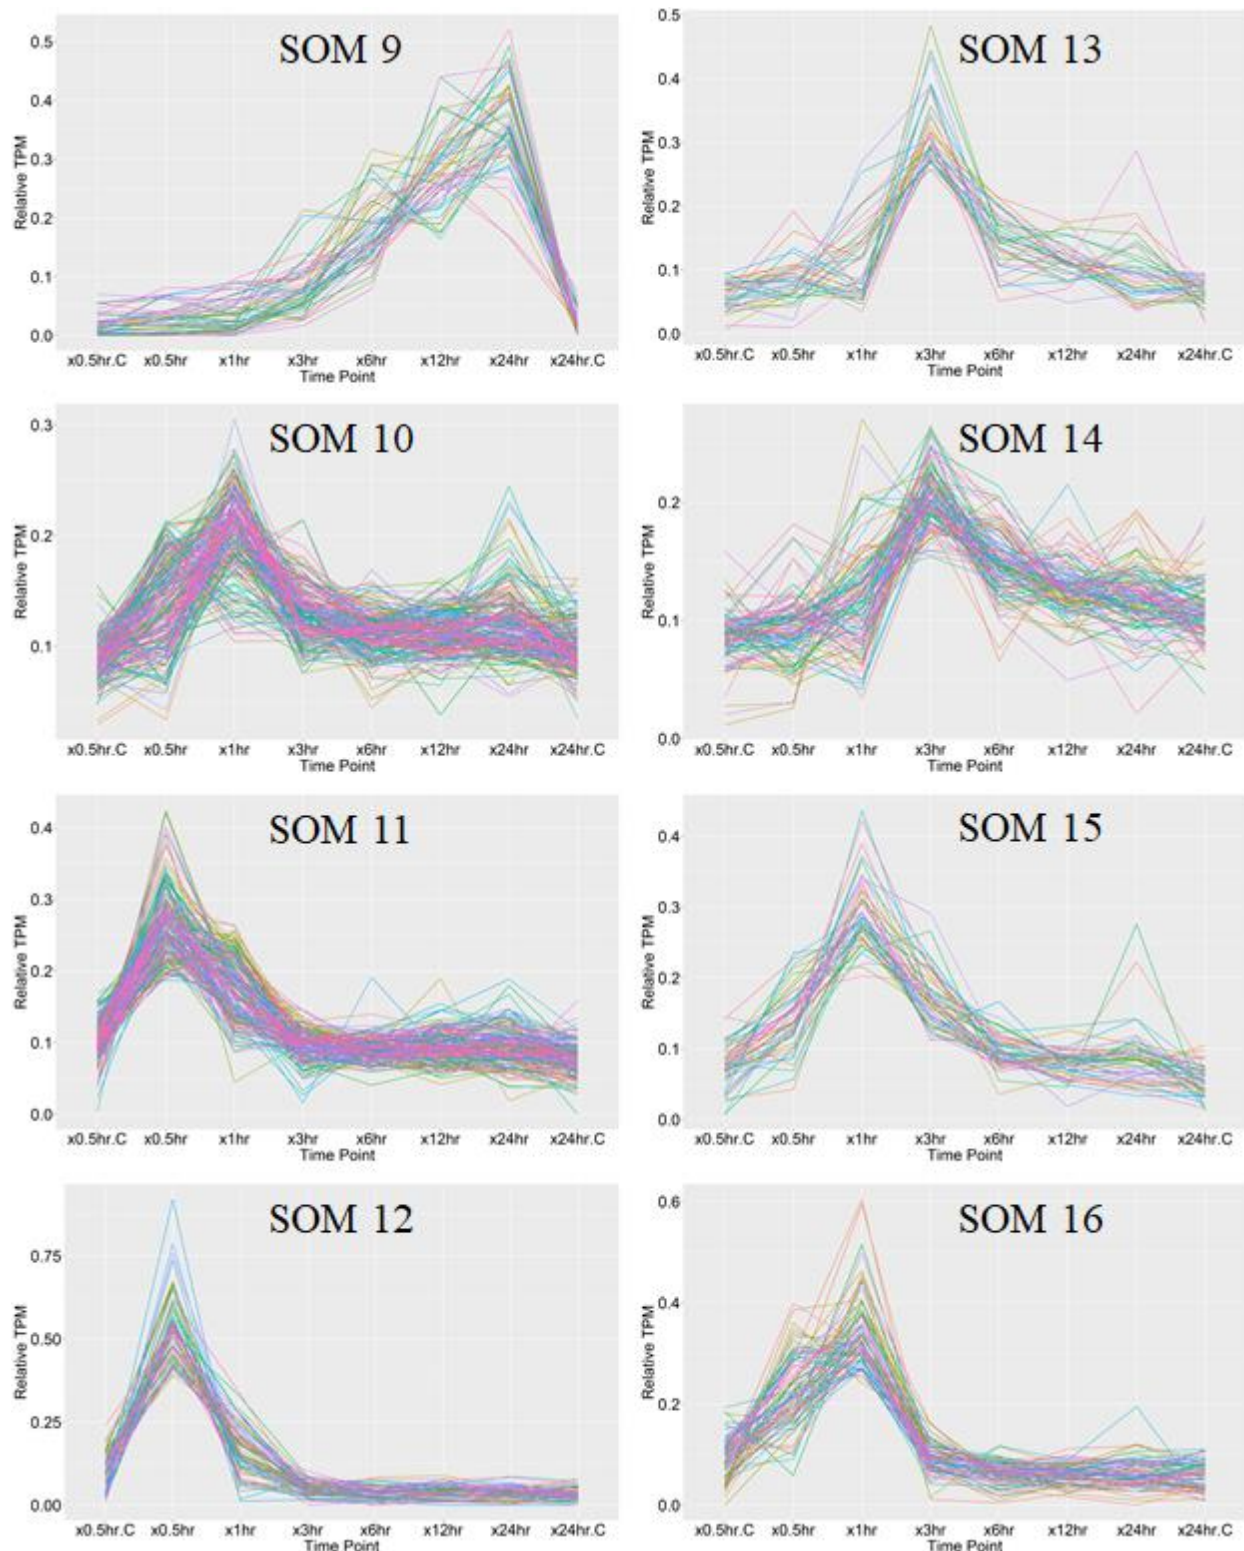 SOM 9
0.5
0.4
0.3
0.2
0.1
0.0
Relative TPM
x0.5hr.C x0.5hr x1hr x3hr x6hr x12hr x24hr x24hr.C
Time Point
SOM 13
0.5
0.4
0.3
0.2
0.1
0.0
Relative TPM
x0.5hr.C x0.5hr x1hr x3hr x6hr x12hr x24hr x24hr.C
Time Point
SOM 10
0.3
0.2
0.1
Relative TPM
x0.5hr.C x0.5hr x1hr x3hr x6hr x12hr x24hr x24hr.C
Time Point
SOM 14
0.2
0.1
0.0
Relative TPM
x0.5hr.C x0.5hr x1hr x3hr x6hr x12hr x24hr x24hr.C
Time Point
SOM 11
0.4
0.3
0.2
0.1
0.0
Relative TPM
x0.5hr.C x0.5hr x1hr x3hr x6hr x12hr x24hr x24hr.C
Time Point
SOM 15
0.4
0.3
0.2
0.1
0.0
Relative TPM
x0.5hr.C x0.5hr x1hr x3hr x6hr x12hr x24hr x24hr.C
Time Point
SOM 12
0.75
0.50
0.25
0.00
Relative TPM
x0.5hr.C x0.5hr x1hr x3hr x6hr x12hr x24hr x24hr.C
Time Point
SOM 16
0.6
0.4
0.2
0.0
Relative TPM
x0.5hr.C x0.5hr x1hr x3hr x6hr x12hr x24hr x24hr.C
Time Point